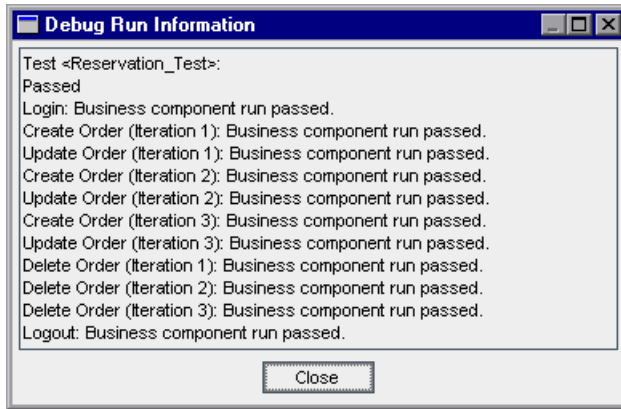 Debug Run Information
Test <Reservation_Test>:
Passed
Login: Business component run passed.
Create Order (Iteration 1): Business component run passed.
Update Order (Iteration 1): Business component run passed.
Create Order (Iteration 2): Business component run passed.
Update Order (Iteration 2): Business component run passed.
Create Order (Iteration 3): Business component run passed.
Update Order (Iteration 3): Business component run passed.
Delete Order (Iteration 1): Business component run passed.
Delete Order (Iteration 2): Business component run passed.
Delete Order (Iteration 3): Business component run passed.
Logout: Business component run passed.
Close